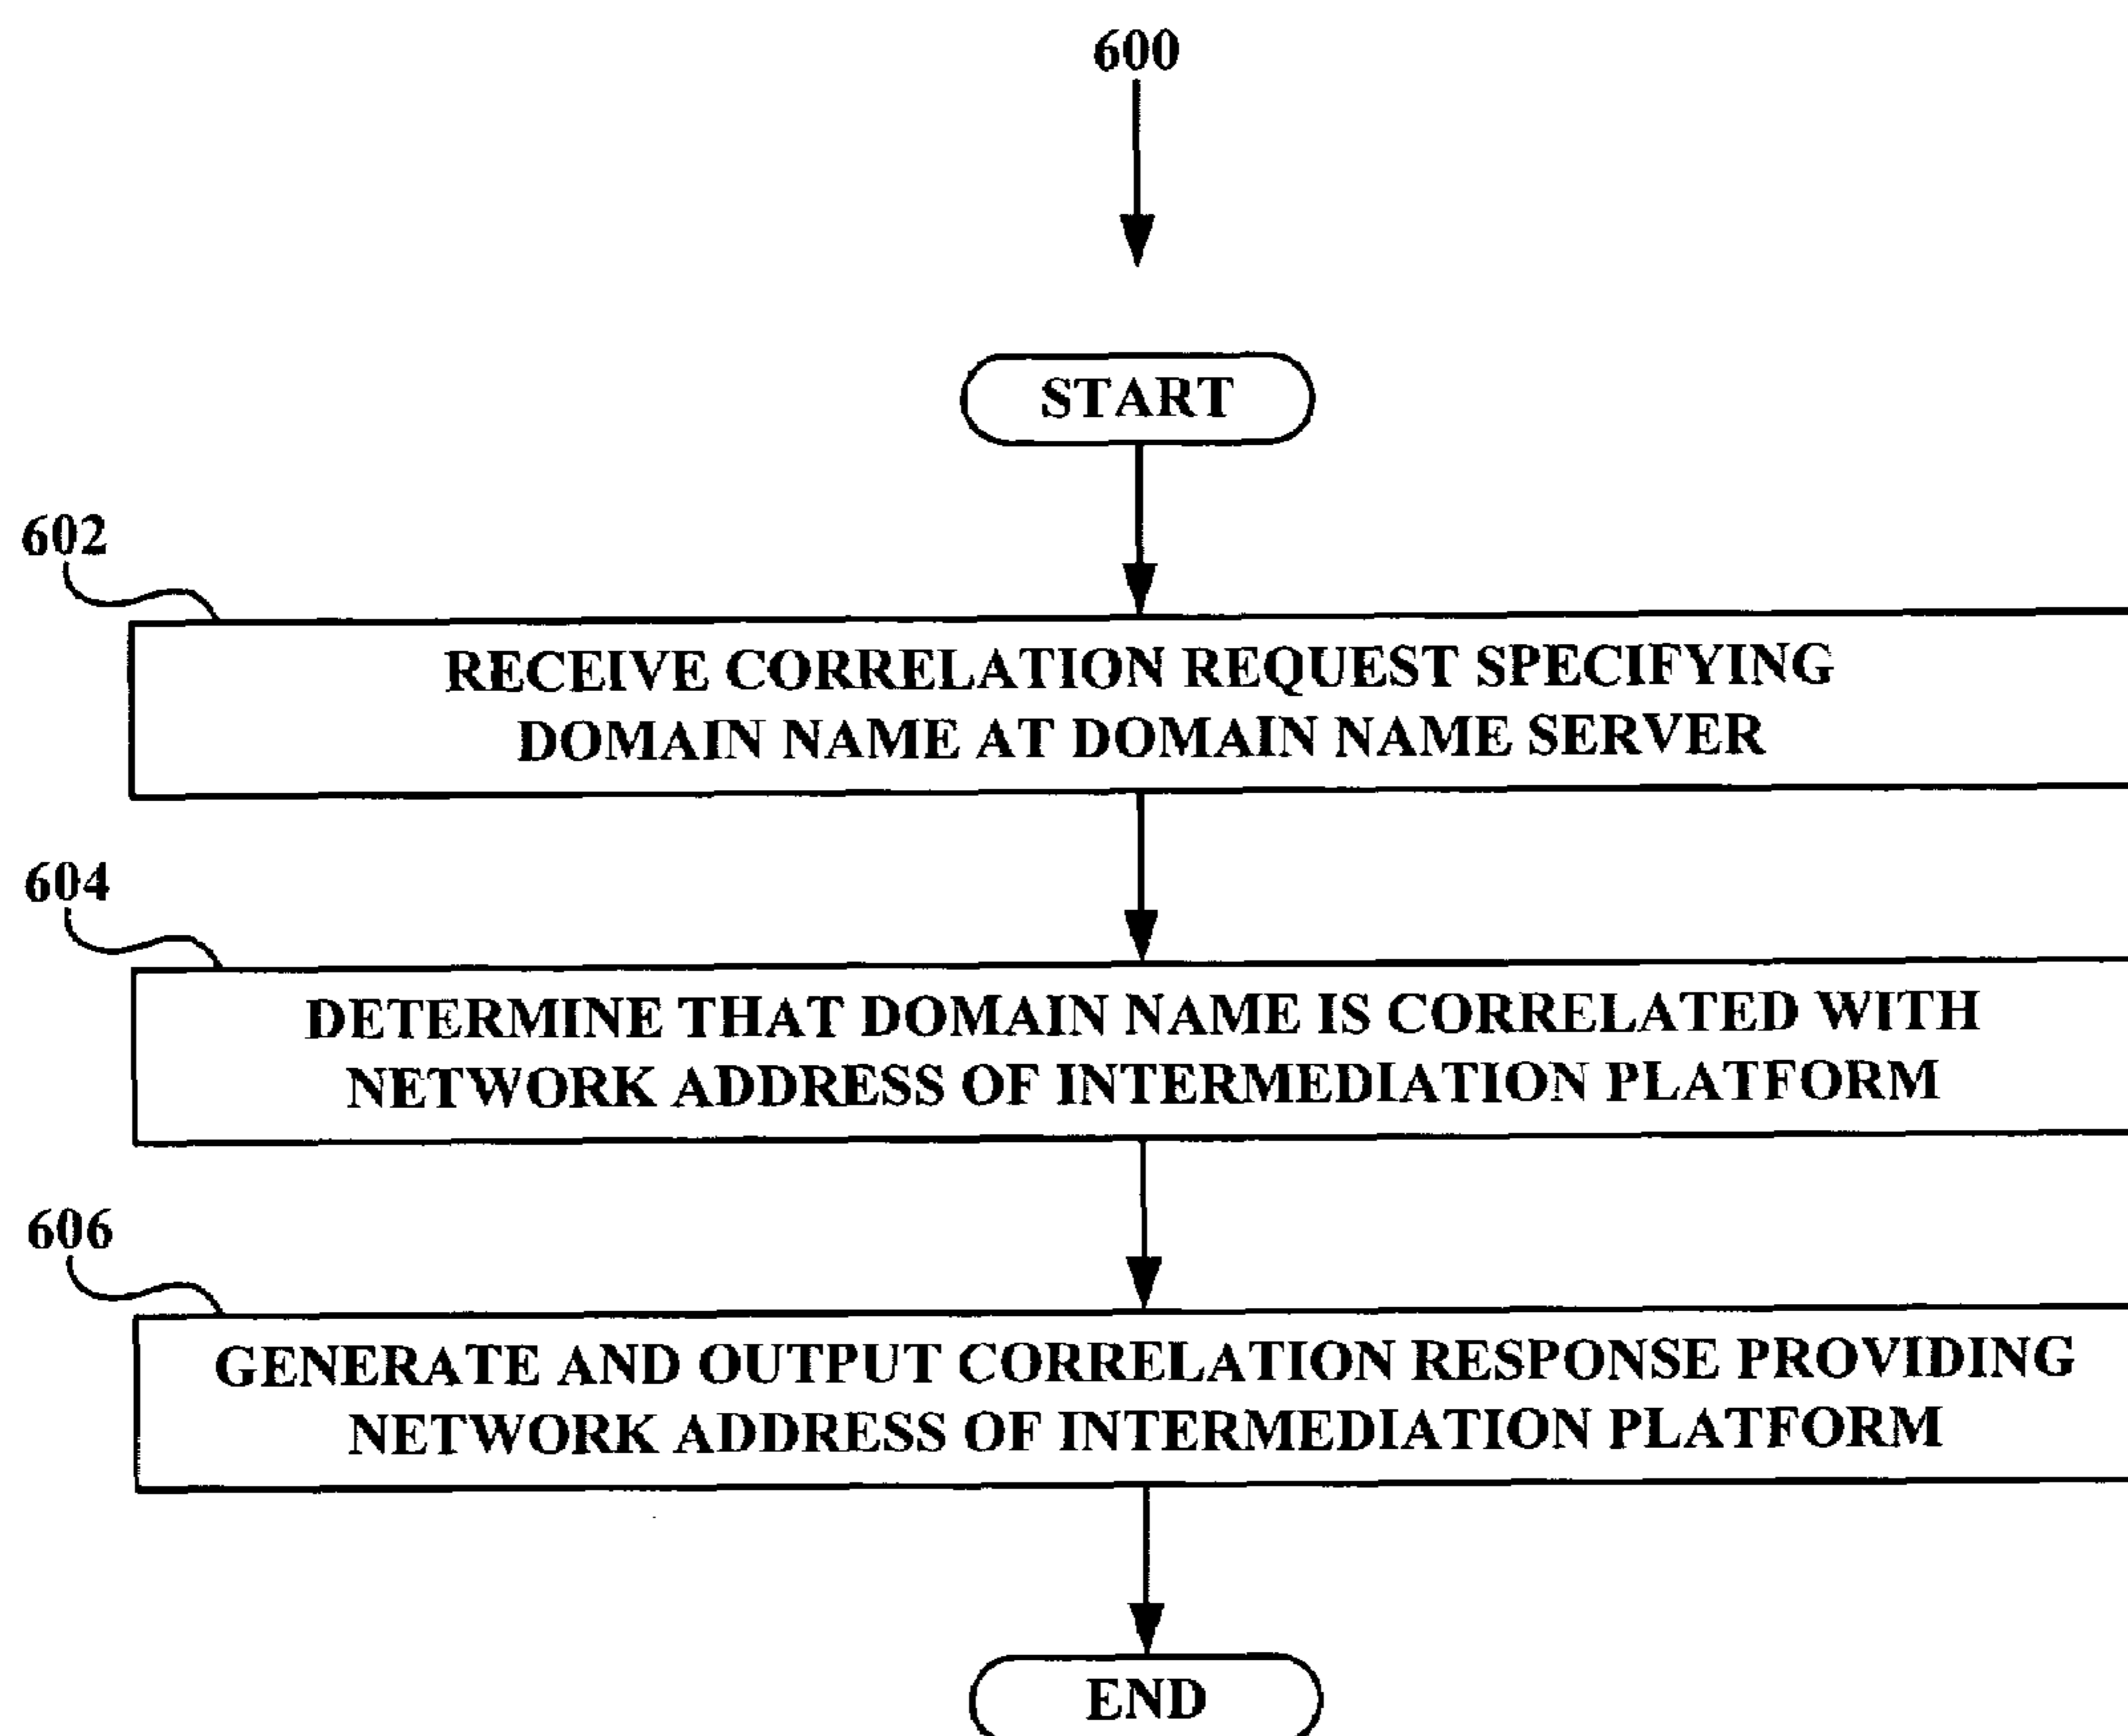 600
START
602
RECEIVE CORRELATION REQUEST SPECIFYING
DOMAIN NAME AT DOMAIN NAME SERVER
604
DETERMINE THAT DOMAIN NAME IS CORRELATED WITH
NETWORK ADDRESS OF INTERMEDIATION PLATFORM
606
GENERATE AND OUTPUT CORRELATION RESPONSE PROVIDING
NETWORK ADDRESS OF INTERMEDIATION PLATFORM
END